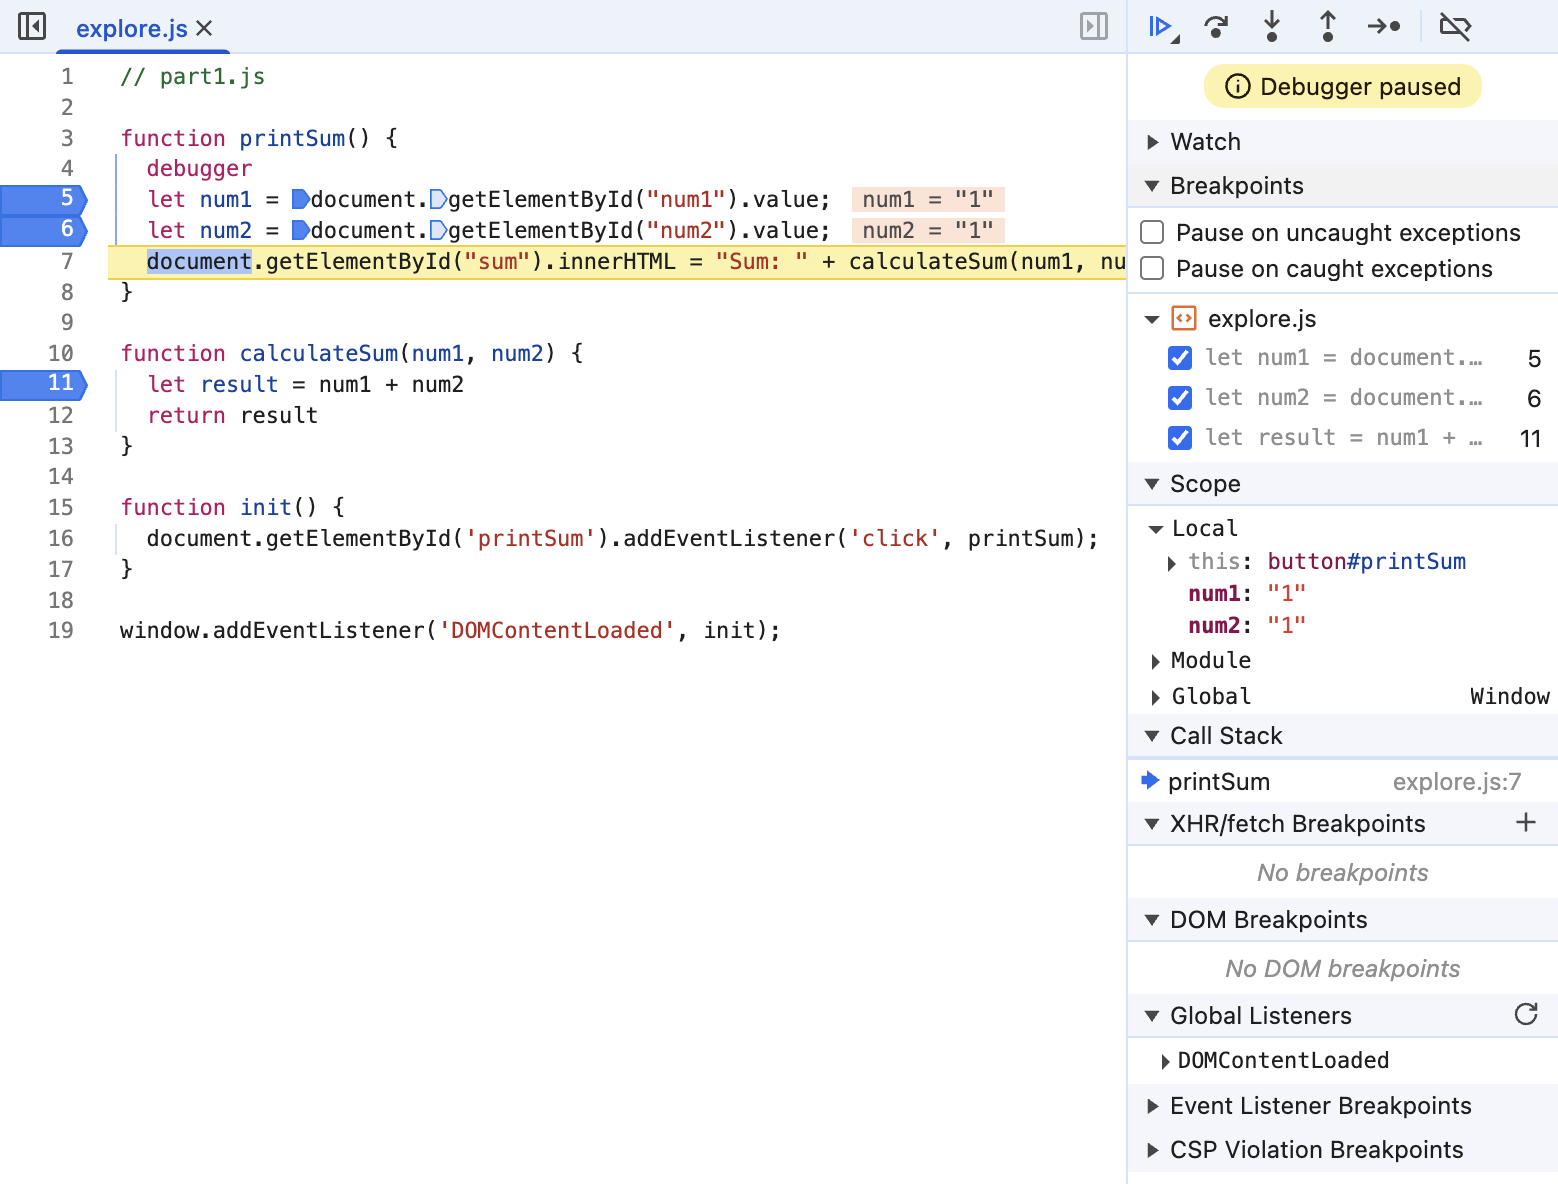 explore.js
1 // part1.js
2
3 function printSum() {
4 debugger
5 let num1 = document.getElementById("num1").value; num1 = "1"
6 let num2 = document.getElementById("num2").value; num2 = "1"
7 document.getElementById("sum").innerHTML = "Sum: " + calculateSum(num1, nu
8 }
9
10 function calculateSum(num1, num2) {
11 let result = num1 + num2
12 return result
13 }
14
15 function init() {
16 document.getElementById('printSum').addEventListener('click', printSum);
17 }
18
19 window.addEventListener('DOMContentLoaded', init);
Debugger paused
Watch
Breakpoints
Pause on uncaught exceptions
Pause on caught exceptions
explore.js
let num1 = document.… 5
let num2 = document.… 6
let result = num1 + … 11
Scope
Local
this: button#printSum
num1: "1"
num2: "1"
Module
Global Window
Call Stack
printSum explore.js:7
XHR/fetch Breakpoints
No breakpoints
DOM Breakpoints
No DOM breakpoints
Global Listeners
DOMContentLoaded
Event Listener Breakpoints
CSP Violation Breakpoints